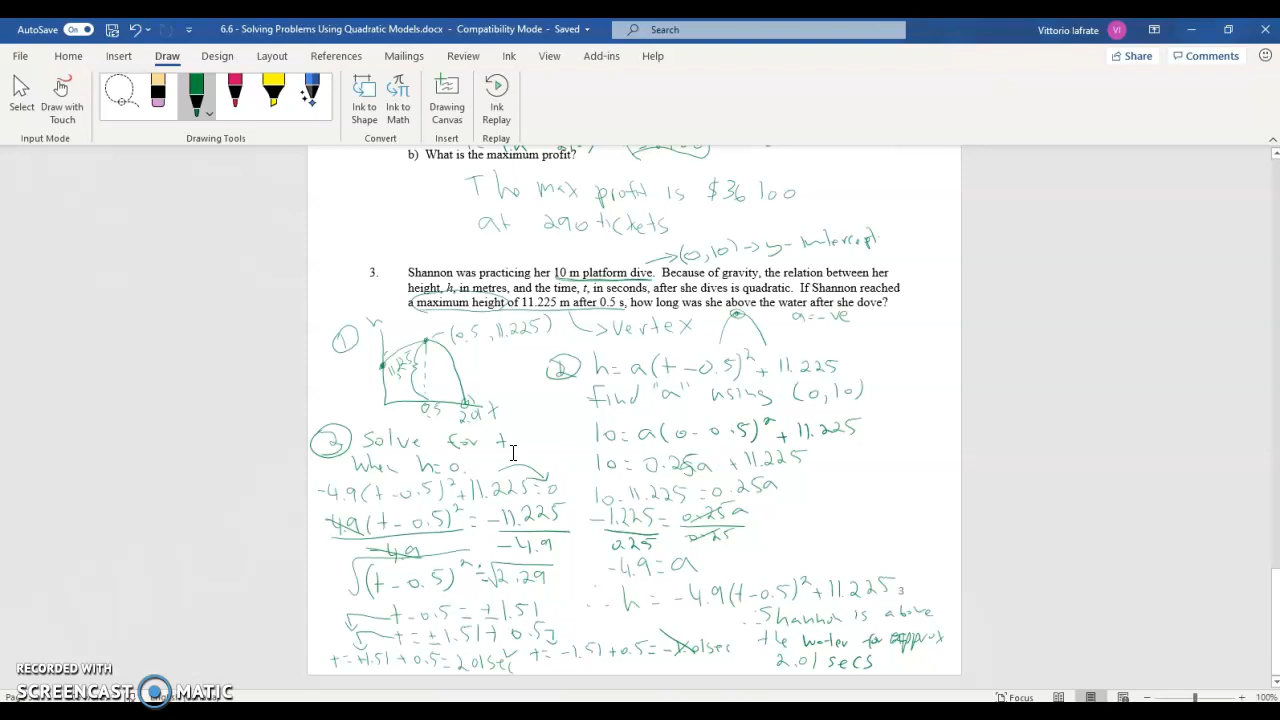 AutoSave On
6.6 - Solving Problems Using Quadratic Models.docx - Compatibility Mode - Saved
Search
Vittorio Iafrate VI
File Home Insert Draw Design Layout References Mailings Review Ink View Add-ins Help
Share Comments
Select
Draw with Touch
Ink to Shape
Ink to Math
Drawing Canvas
Ink Replay
Input Mode Drawing Tools Convert Insert Replay
b) What is the maximum profit?
The max profit is $36 100
at 290 tickets
→(0,10)→y-intercept
3. Shannon was practicing her 10 m platform dive. Because of gravity, the relation between her
height, h, in metres, and the time, t, in seconds, after she dives is quadratic. If Shannon reached
a maximum height of 11.225 m after 0.5 s, how long was she above the water after she dove?
→Vertex
a=-ve
①
(0.5, 11.225)
11.225
0.5
2.01
t
② h=a(t-0.5)²+11.225
find "a" using (0,10)
10=a(0-0.5)²+11.225
10=0.25a+11.225
10-11.225=0.25a
-1.225=0.25a
0.25 0.25
-4.9=a
∴ h=-4.9(t-0.5)²+11.225
③ Solve for t
when h=0.
-4.9(t-0.5)²+11.225=0
-4.9(t-0.5)²=-11.225
-4.9 -4.9
√(t-0.5)²=√2.29
t-0.5=±1.51
t=±1.51+0.5
t=+1.51+0.5=2.01sec
t=-1.51+0.5=-1.01sec
∴Shannon is above
the water for approx
2.01 secs
RECORDED WITH
SCREENCAST MATIC
Focus
100%